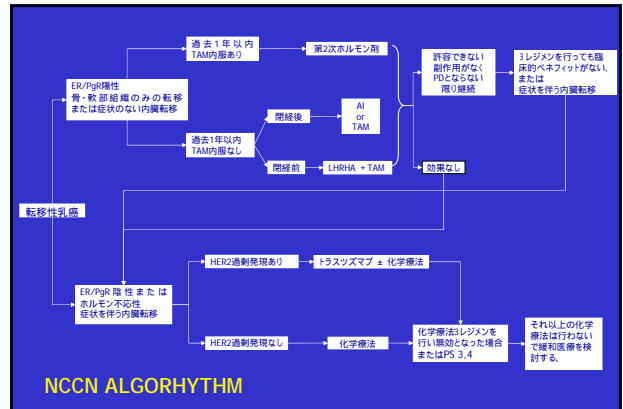 過去1年以内
TAM内服あり
第2次ホルモン剤
許容できない
副作用がなく
PDとならない
限り継続
3レジメンを行っても臨
床的ベネフィットがない、
または
症状を伴う内臓転移
ER/PgR陽性
骨・軟部組織のみの転移
または症状のない内臓転移
過去1年以内
TAM内服なし
閉経後
AI
or
TAM
閉経前
LHRHA + TAM
効果なし
転移性乳癌
ER/PgR 陰性または
ホルモン不応性
症状を伴う内臓転移
HER2過剰発現あり
トラスツズマブ ± 化学療法
HER2過剰発現なし
化学療法
化学療法3レジメンを
行い無効となった場合
またはPS 3,4
それ以上の化学
療法は行わない
で緩和医療を検
討する。
NCCN ALGORHYTHM